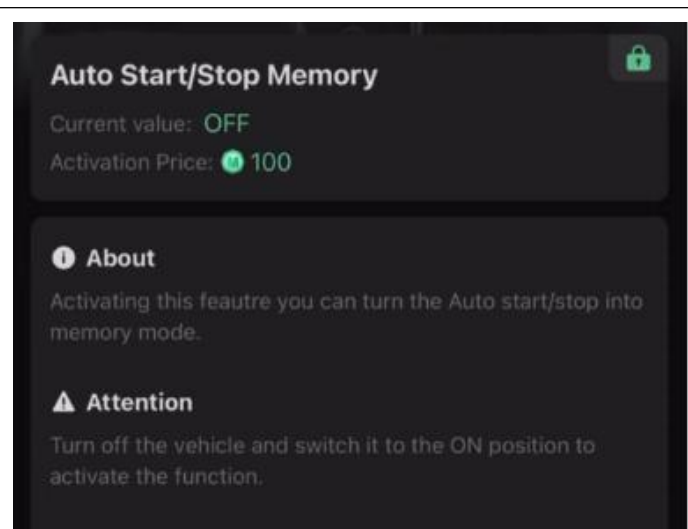 Auto Start/Stop Memory
Current value: OFF
Activation Price: M 100
About
Activating this feautre you can turn the Auto start/stop into
memory mode.
Attention
Turn off the vehicle and switch it to the ON position to
activate the function.